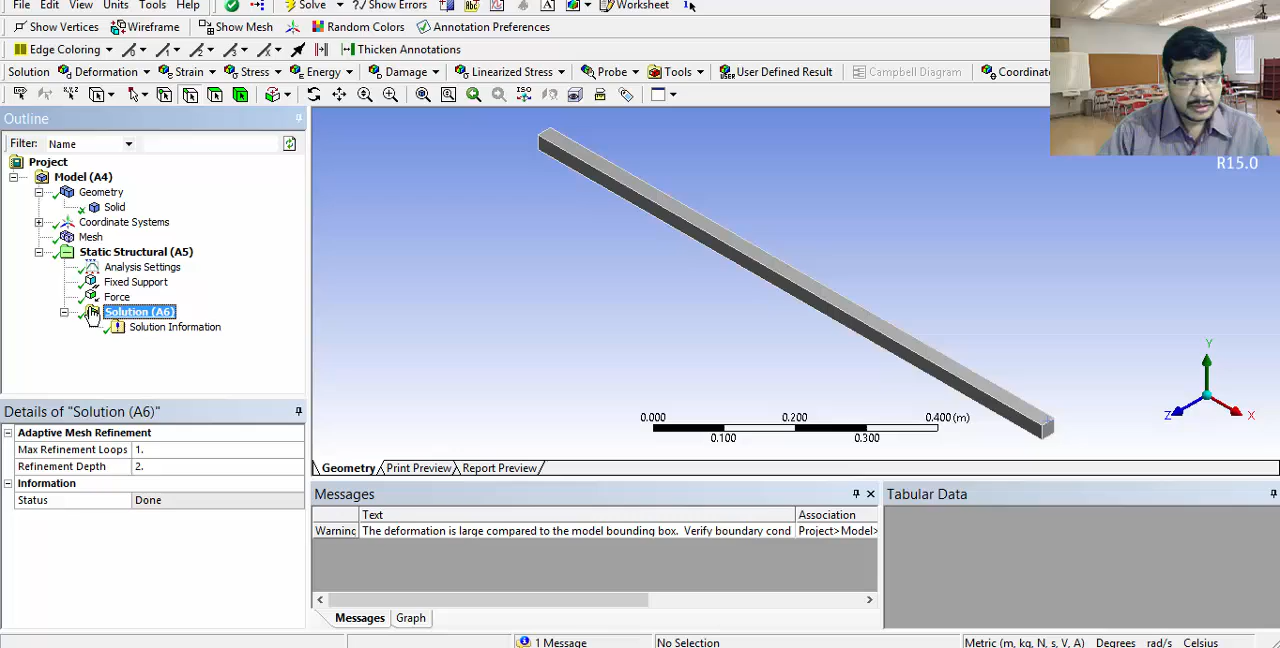 File Edit View Units Tools Help Solve ?/ Show Errors Worksheet
Show Vertices Wireframe Show Mesh Random Colors Annotation Preferences
Edge Coloring Thicken Annotations
Solution Deformation Strain Stress Energy Damage Linearized Stress Probe Tools User Defined Result Campbell Diagram Coordinate
Outline
Filter: Name
Project
Model (A4)
Geometry
Solid
Coordinate Systems
Mesh
Static Structural (A5)
Analysis Settings
Fixed Support
Force
Solution (A6)
Solution Information
R15.0
Y
Z
X
0.000 0.200 0.400 (m)
0.100 0.300
Details of "Solution (A6)"
Adaptive Mesh Refinement
Max Refinement Loops 1.
Refinement Depth 2.
Information
Status Done
Geometry Print Preview Report Preview
Messages
Text Association
Warning The deformation is large compared to the model bounding box. Verify boundary cond Project>Model>
Messages Graph
Tabular Data
1 Message No Selection Metric (m, kg, N, s, V, A) Degrees rad/s Celsius